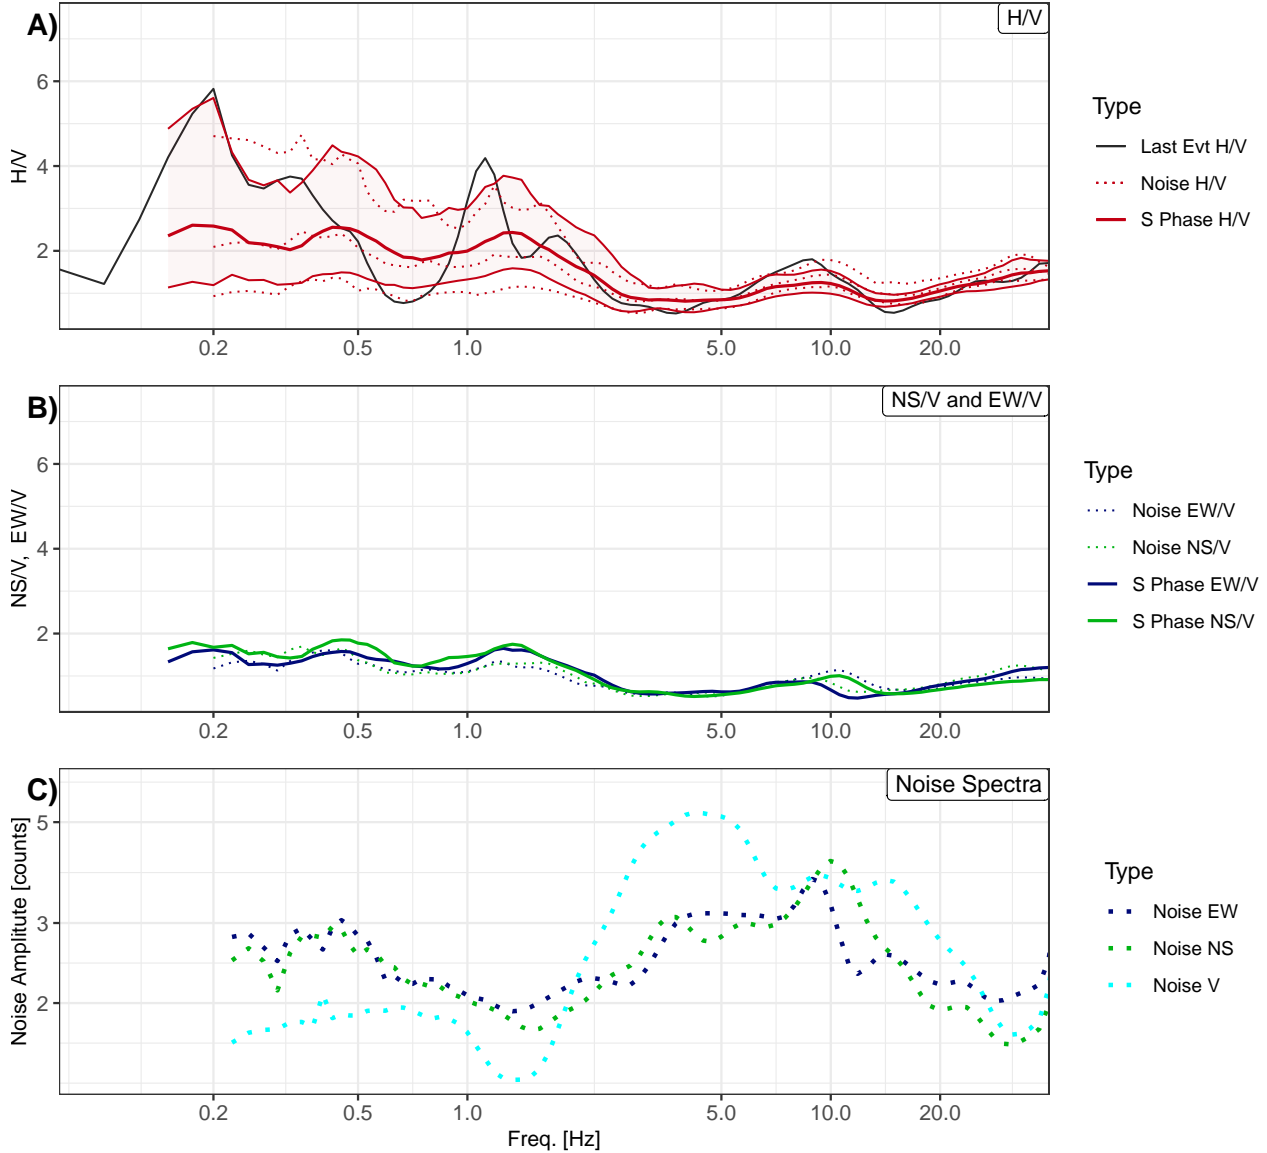 A)
H/V
H/V
6
4
2
0.2 0.5 1.0 5.0 10.0 20.0
Type
Last Evt H/V
Noise H/V
S Phase H/V
B)
NS/V and EW/V
NS/V,  EW/V
6
4
2
0.2 0.5 1.0 5.0 10.0 20.0
Type
Noise EW/V
Noise NS/V
S Phase EW/V
S Phase NS/V
C)
Noise Spectra
Noise Amplitude [counts]
5
3
2
0.2 0.5 1.0 5.0 10.0 20.0
Freq. [Hz]
Type
Noise EW
Noise NS
Noise V